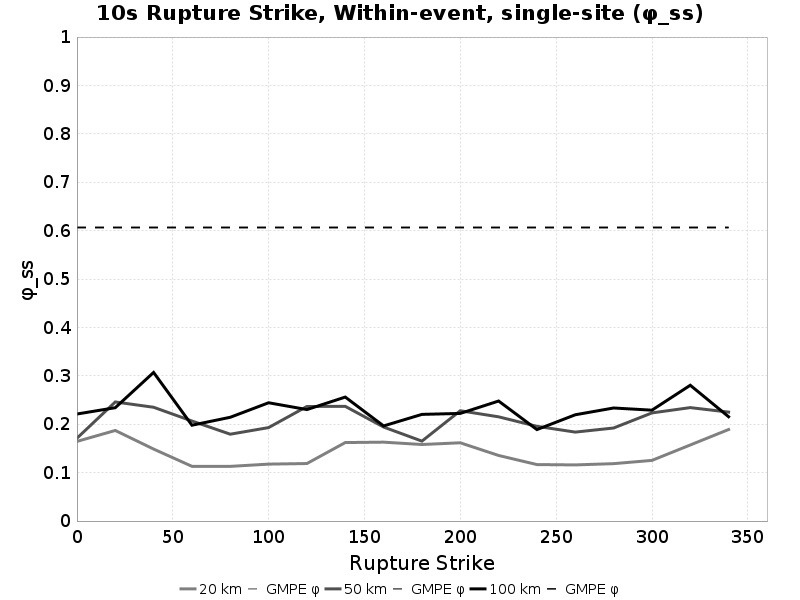 10s Rupture Strike, Within-event, single-site (φ_ss)
1
0.9
0.8
0.7
0.6
0.5
0.4
0.3
0.2
0.1
0
φ_ss
0 50 100 150 200 250 300 350
Rupture Strike
20 km GMPE φ 50 km GMPE φ 100 km GMPE φ